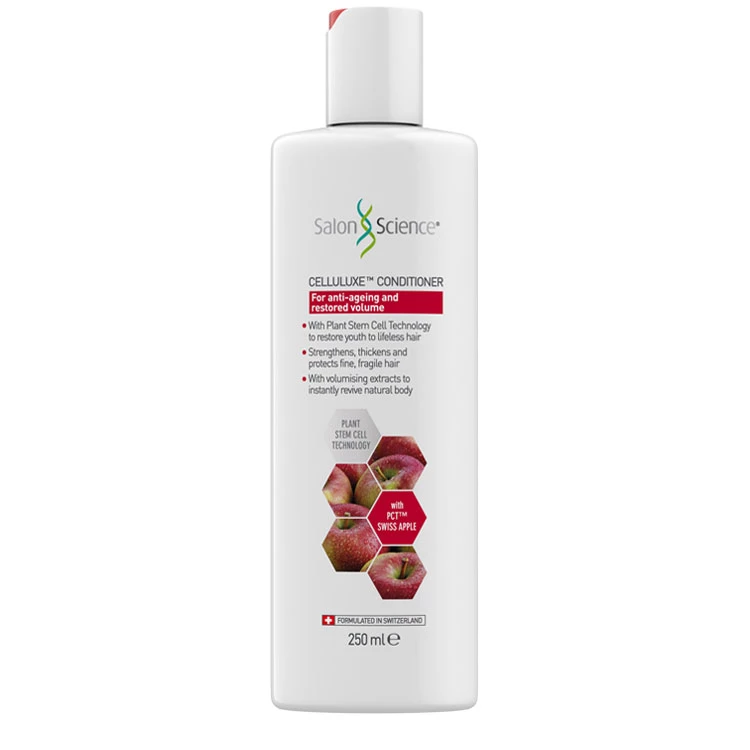 Salon Science®
CELLULUXE™ CONDITIONER
For anti-ageing and
restored volume
• With Plant Stem Cell Technology
to restore youth to lifeless hair
• Strengthens, thickens and
protects fine, fragile hair
• With volumising extracts to
instantly revive natural body
PLANT
STEM CELL
TECHNOLOGY
with
PCT™
SWISS APPLE
FORMULATED IN SWITZERLAND
250 ml ℮